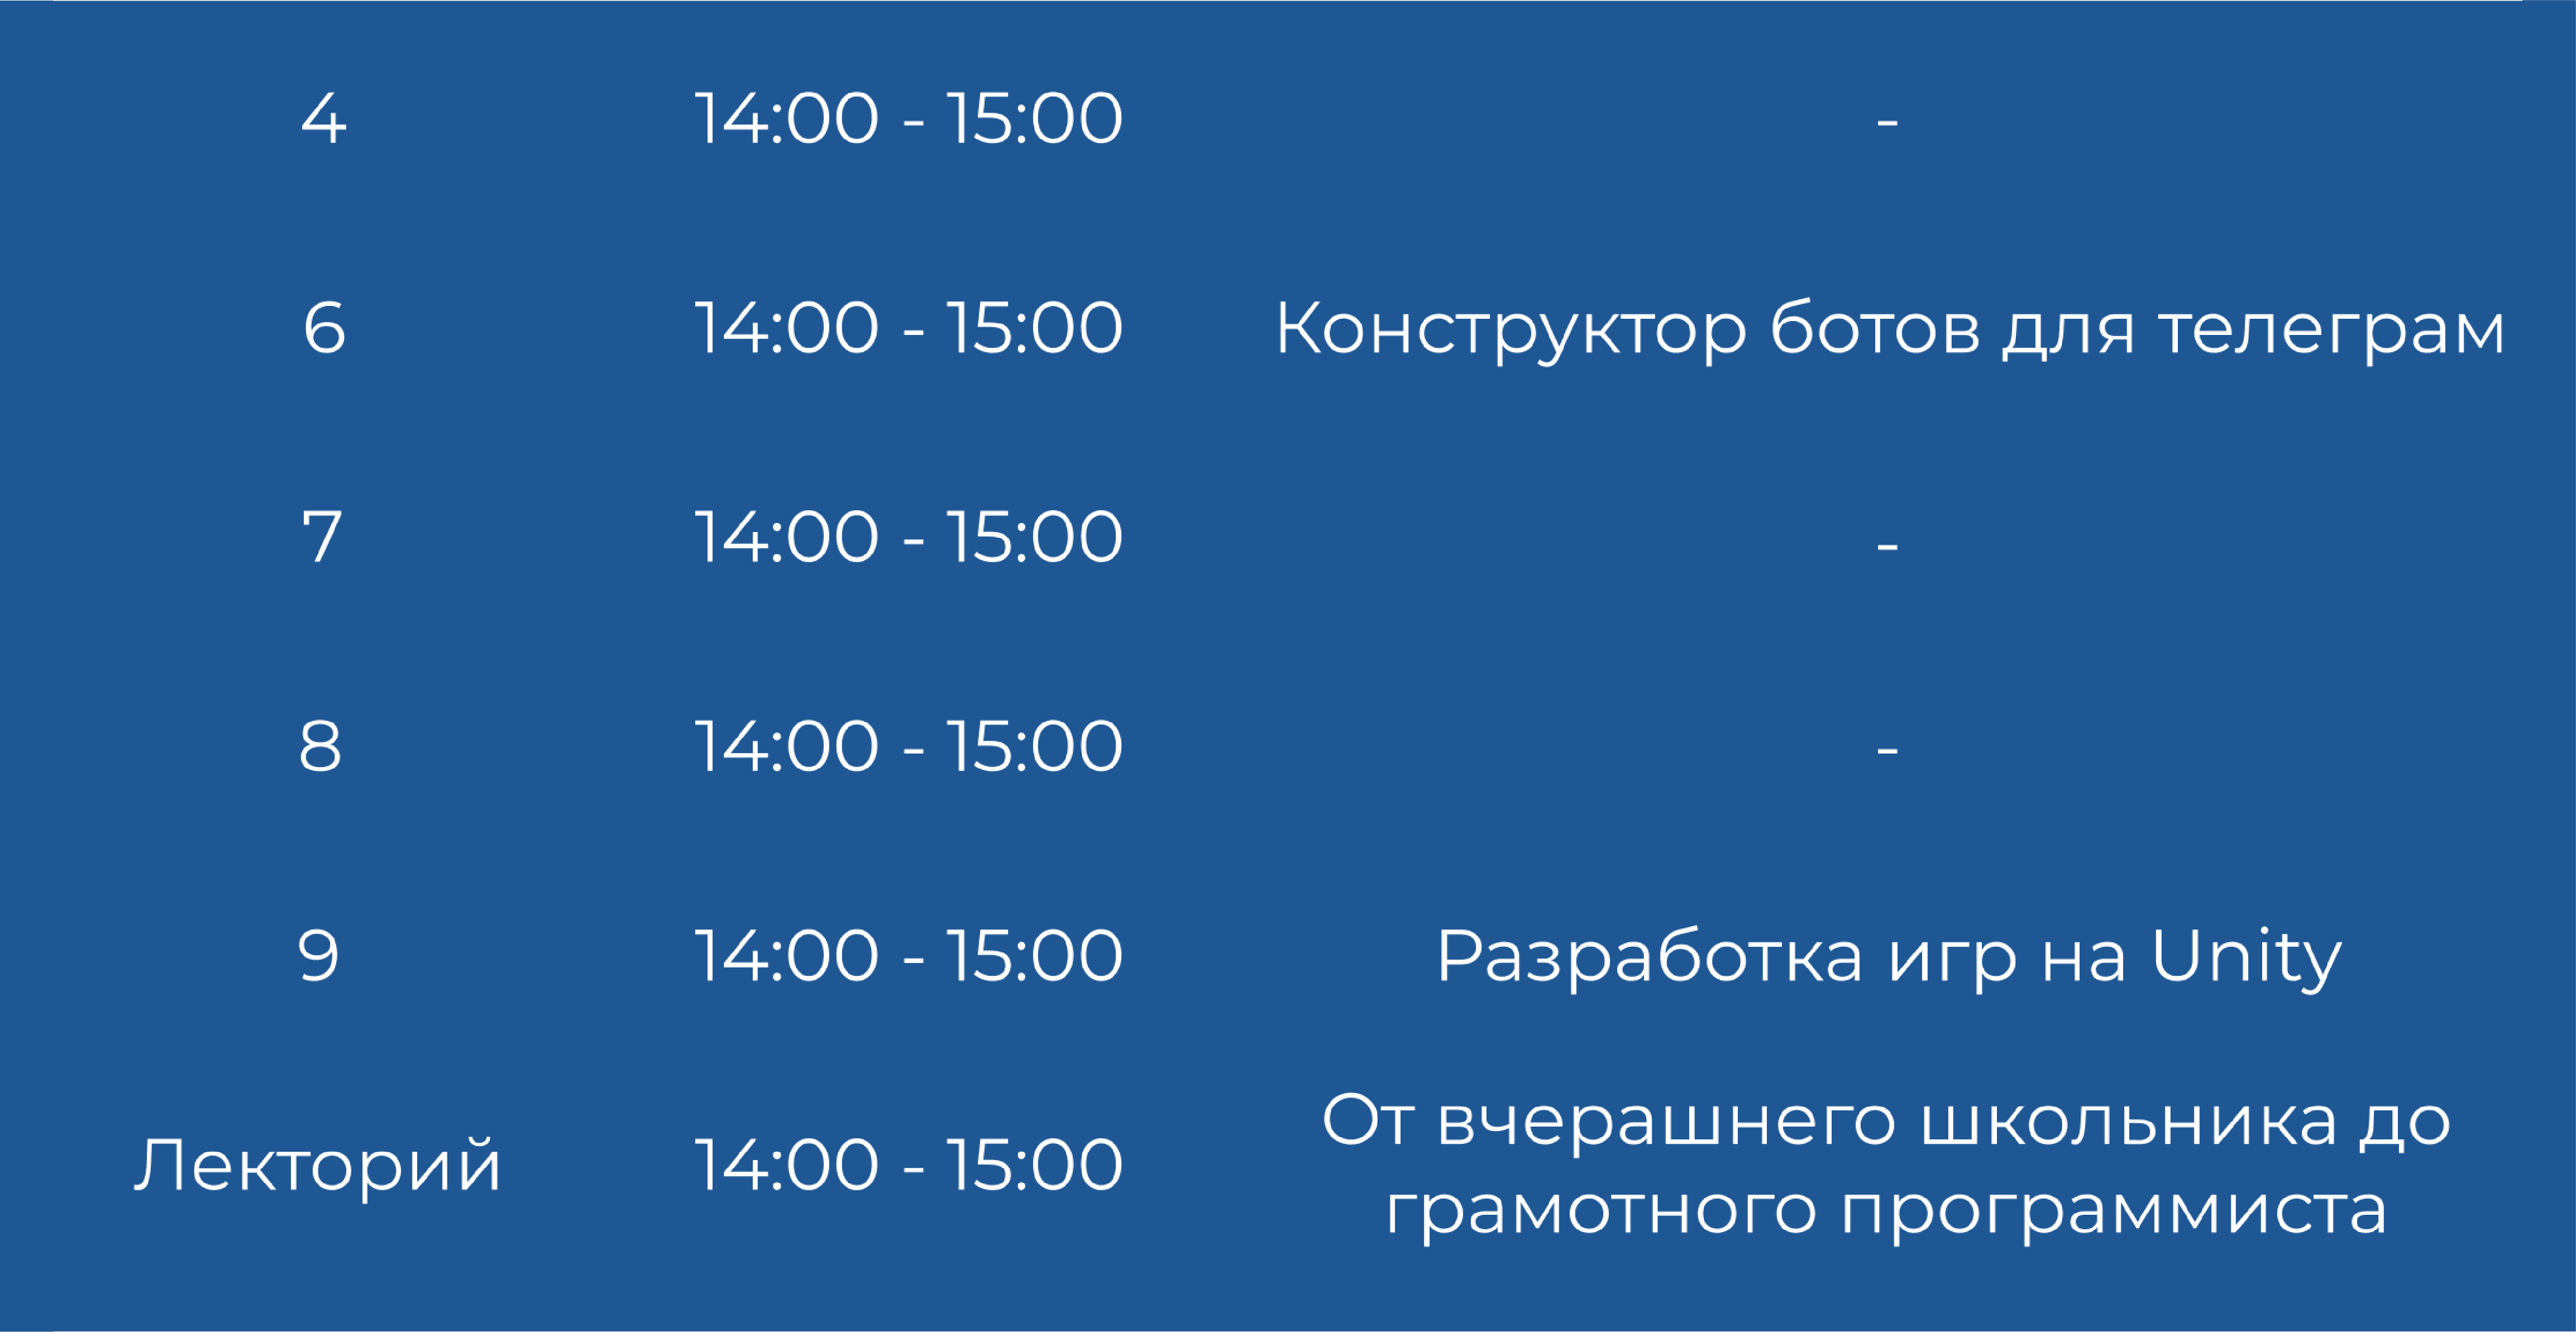 4 14:00 - 15:00 -
6 14:00 - 15:00 Конструктор ботов для телеграм
7 14:00 - 15:00 -
8 14:00 - 15:00 -
9 14:00 - 15:00 Разработка игр на Unity
Лекторий 14:00 - 15:00 От вчерашнего школьника до
грамотного программиста